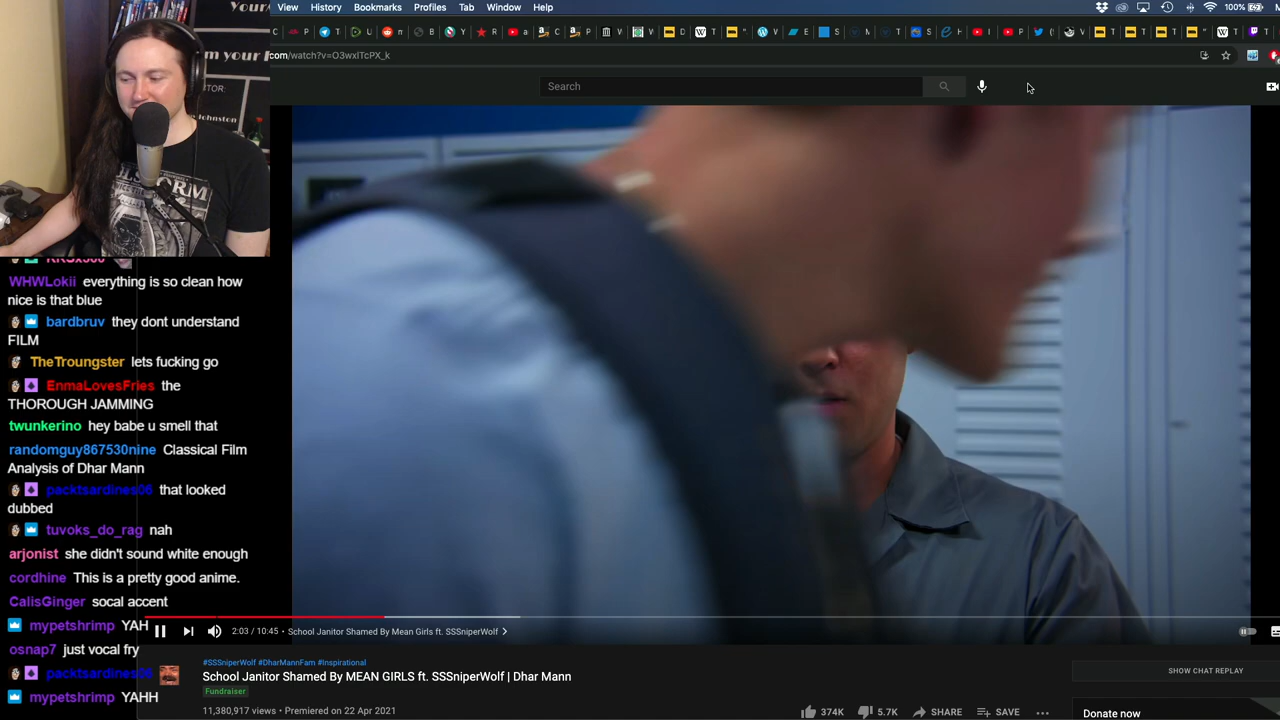 View History Bookmarks Profiles Tab Window Help 100%
com/watch?v=O3wxlTcPX_k
Search
WHWLokii everything is so clean how
nice is that blue
bardbruv they dont understand
FILM
TheTroungster lets fucking go
EnmaLovesFries the
THOROUGH JAMMING
twunkerino hey babe u smell that
randomguy867530nine Classical Film
Analysis of Dhar Mann
packtsardines06 that looked
dubbed
tuvoks_do_rag nah
arjonist she didn't sound white enough
cordhine This is a pretty good anime.
CalisGinger socal accent
mypetshrimp YAH
osnap7 just vocal fry
packtsardines06
mypetshrimp YAHH
2:03 / 10:45 • School Janitor Shamed By Mean Girls ft. SSSniperWolf
#SSSniperWolf #DharMannFam #Inspirational
School Janitor Shamed By MEAN GIRLS ft. SSSniperWolf | Dhar Mann
Fundraiser
11,380,917 views • Premiered on 22 Apr 2021
374K 5.7K SHARE SAVE
SHOW CHAT REPLAY
Donate now